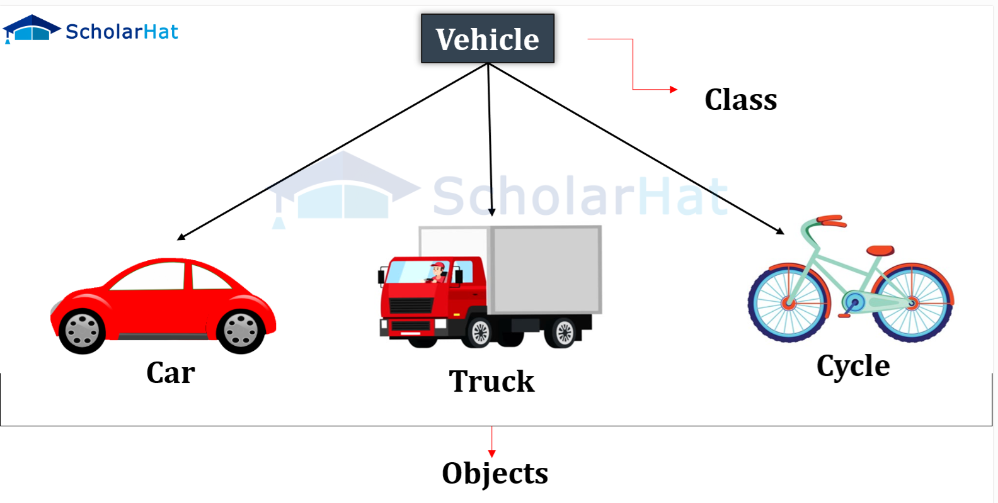 ScholarHat
Vehicle
Class
ScholarHat
Car
Truck
Cycle
Objects